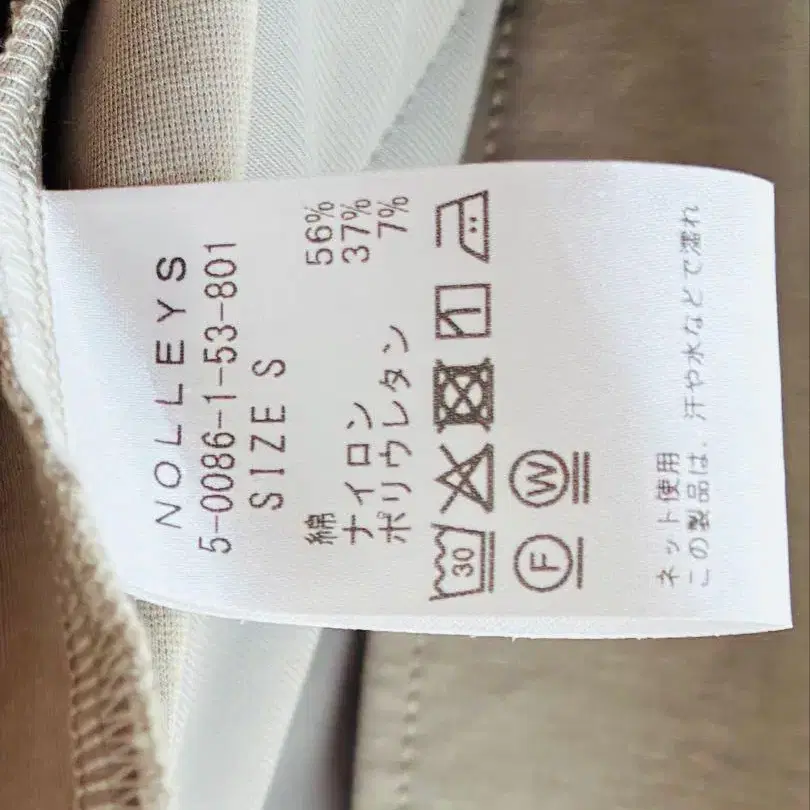 NOLLEYS
5-0086-1-53-801
SIZE S
綿 56%
ナイロン 37%
ポリウレタン 7%
30
F W
ネット使用
この製品は、汗や水などで濡れ